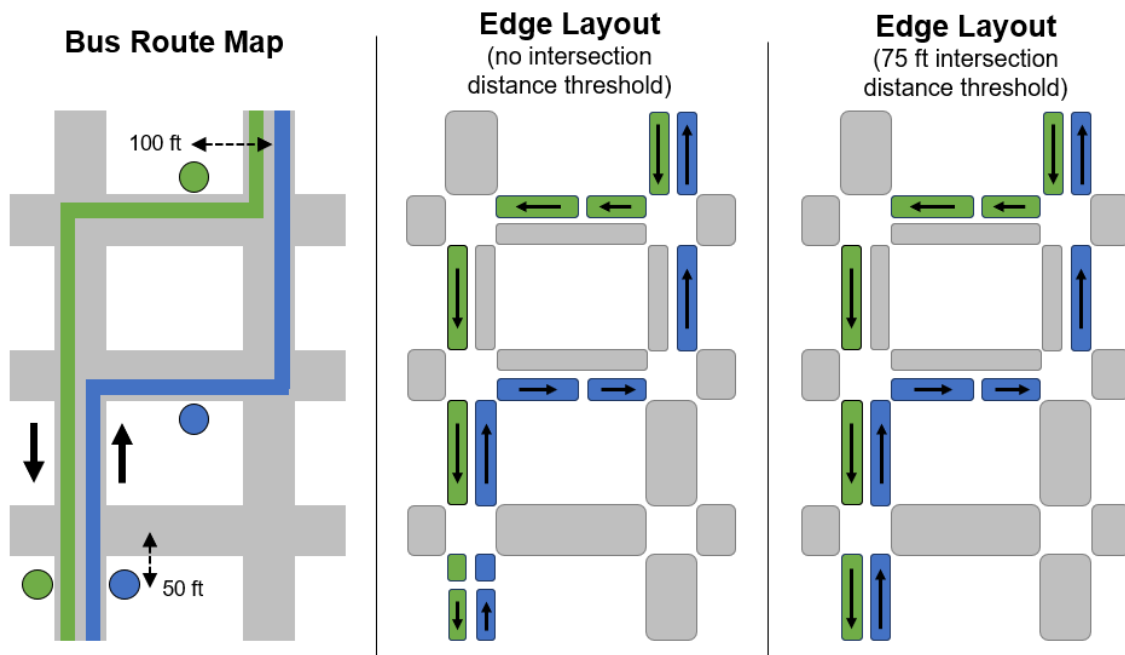 Bus Route Map
100 ft
50 ft
Edge Layout
(no intersection
distance threshold)
Edge Layout
(75 ft intersection
distance threshold)